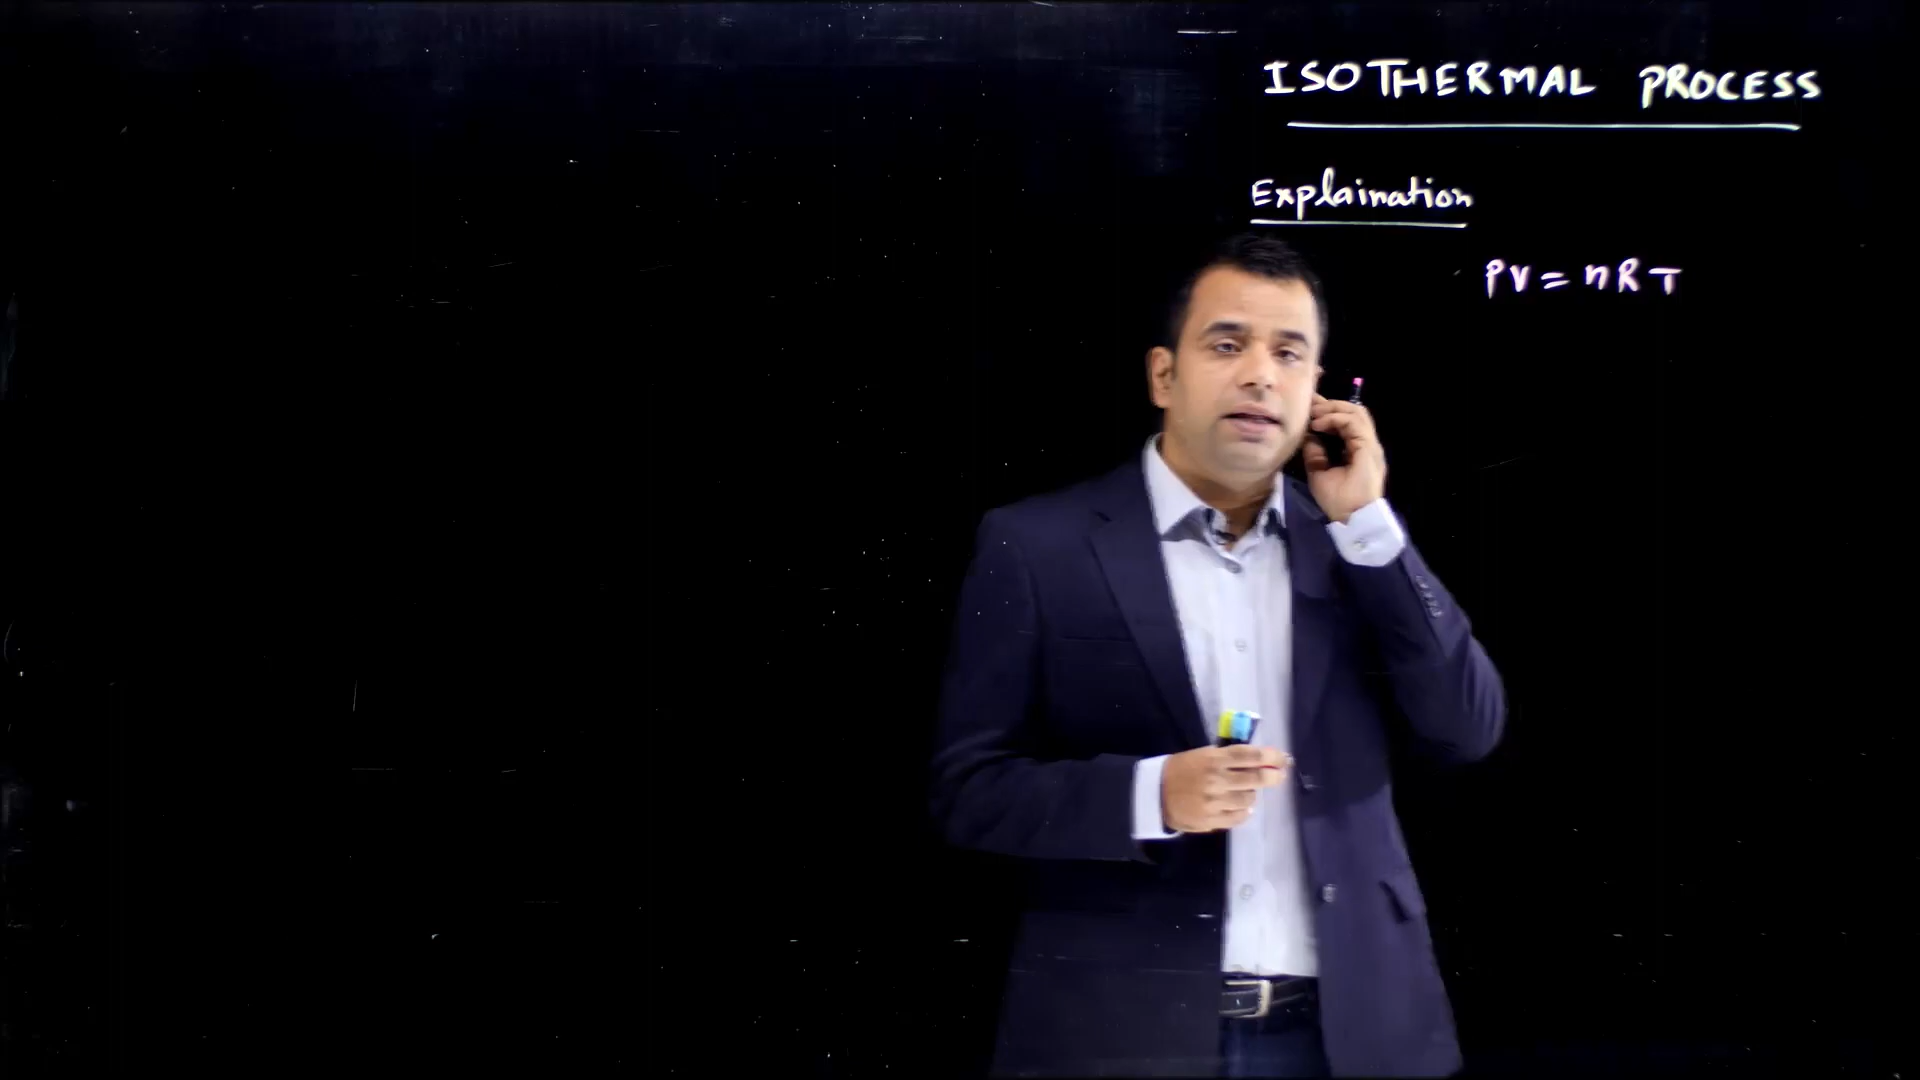 ISOTHERMAL PROCESS
Explaination
PV = nRT